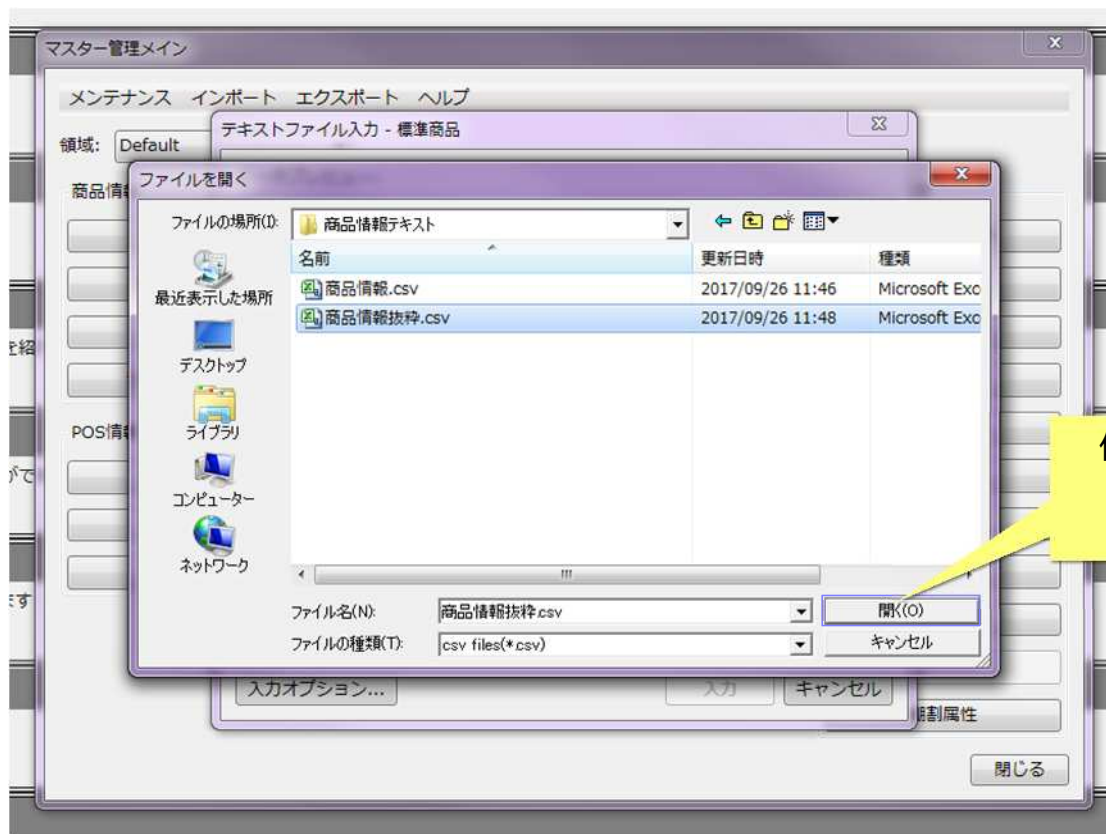 マスター管理メイン
メンテナンス インポート エクスポート ヘルプ
領域: Default
テキストファイル入力 - 標準商品
商品情
ファイルを開く
ファイルの場所(I): 商品情報テキスト
名前 更新日時 種類
商品情報.csv 2017/09/26 11:46 Microsoft Exc
商品情報抜粋.csv 2017/09/26 11:48 Microsoft Exc
最近表示した場所
デスクトップ
ライブラリ
コンピューター
ネットワーク
を紹
POS情
がで
ます
ファイル名(N): 商品情報抜粋.csv 開く(O)
ファイルの種類(T): csv files(*.csv) キャンセル
入力オプション... 入力 キャンセル
棚割属性
閉じる